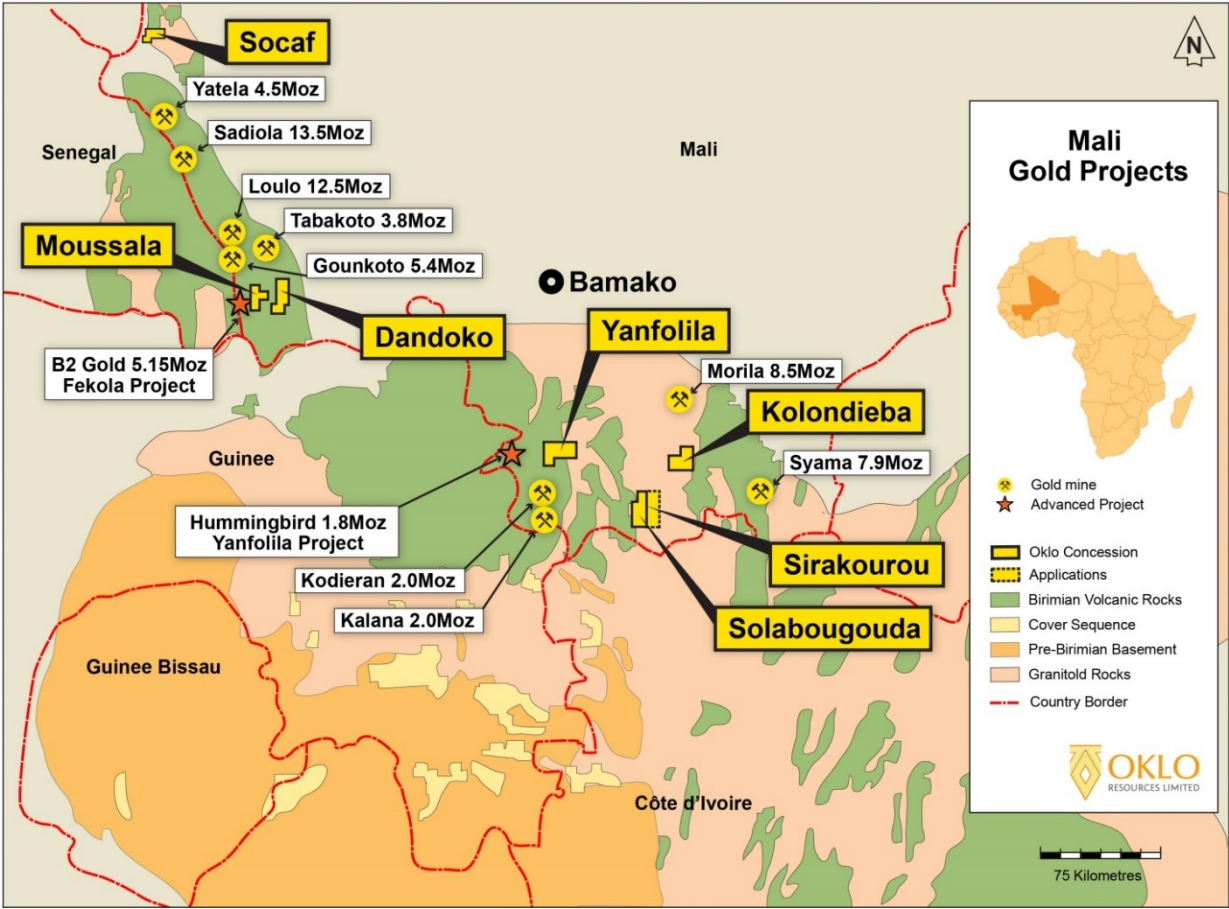 Socaf
N
Yatela 4.5Moz
Sadiola 13.5Moz
Senegal
Mali
Loulo 12.5Moz
Tabakoto 3.8Moz
Moussala
Gounkoto 5.4Moz
Bamako
Dandoko
Yanfolila
B2 Gold 5.15Moz
Fekola Project
Morila 8.5Moz
Kolondieba
Guinee
Syama 7.9Moz
Hummingbird 1.8Moz
Yanfolila Project
Kodieran 2.0Moz
Sirakourou
Kalana 2.0Moz
Solabougouda
Guinee Bissau
Côte d'Ivoire
Mali
Gold Projects
Gold mine
Advanced Project
Oklo Concession
Applications
Birimian Volcanic Rocks
Cover Sequence
Pre-Birimian Basement
Granitold Rocks
Country Border
OKLO
RESOURCES LIMITED
75 Kilometres